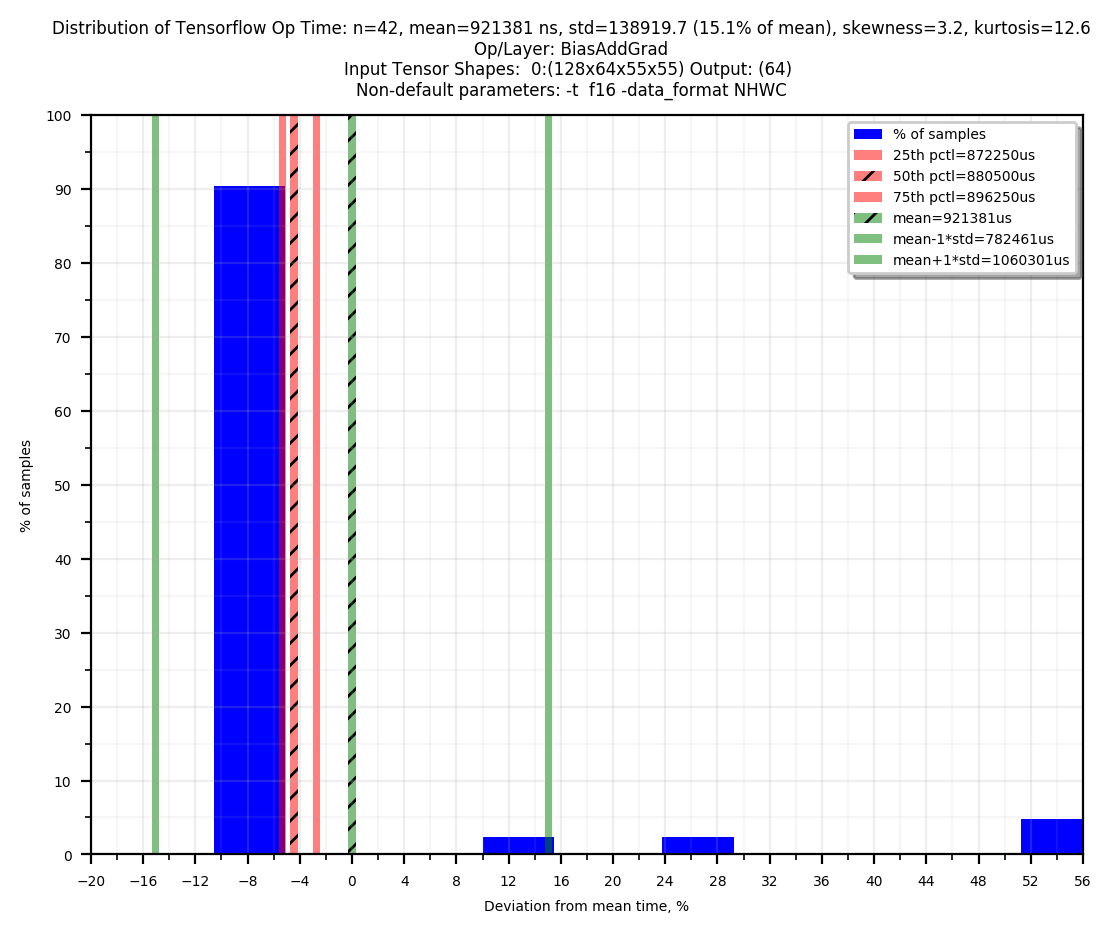 Distribution of Tensorflow Op Time: n=42, mean=921381 ns, std=138919.7 (15.1% of mean), skewness=3.2, kurtosis=12.6
Op/Layer: BiasAddGrad
Input Tensor Shapes:  0:(128x64x55x55) Output: (64)
Non-default parameters: -t  f16 -data_format NHWC
% of samples
25th pctl=872250us
50th pctl=880500us
75th pctl=896250us
mean=921381us
mean-1*std=782461us
mean+1*std=1060301us
% of samples
100
90
80
70
60
50
40
30
20
10
0
−20 −16 −12 −8 −4 0 4 8 12 16 20 24 28 32 36 40 44 48 52 56
Deviation from mean time, %